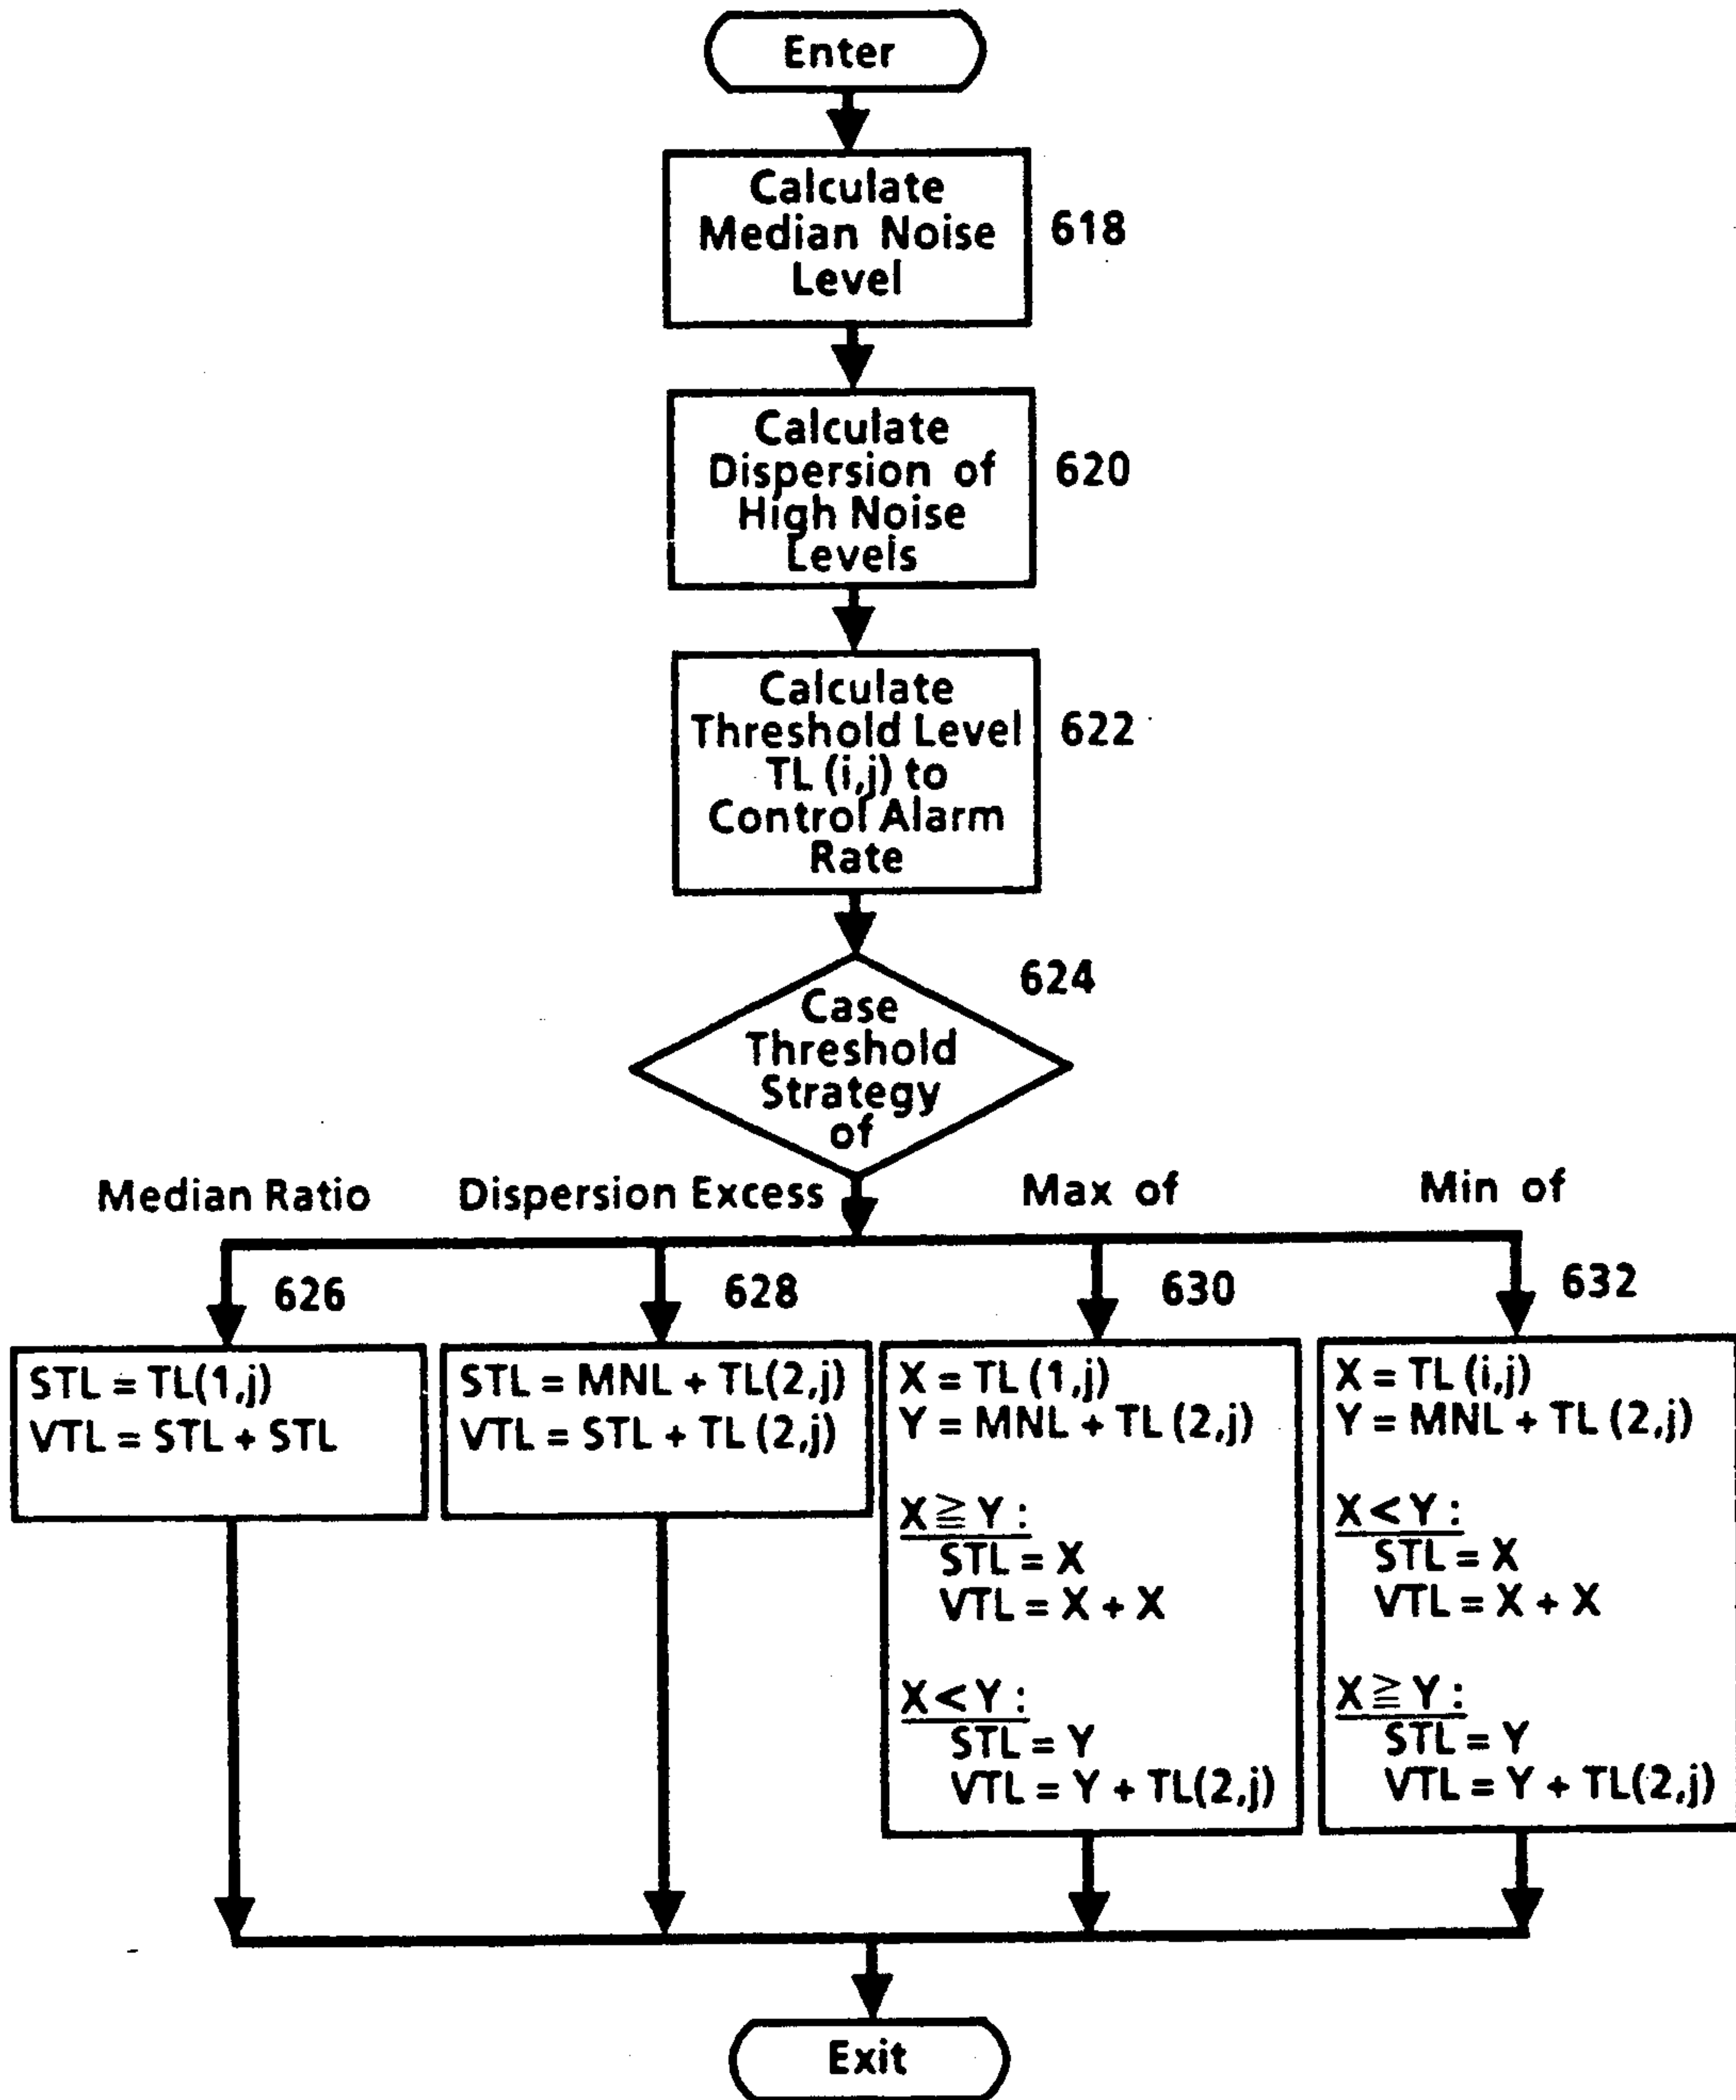 Enter
Calculate
Median Noise
Level
618
Calculate
Dispersion of
High Noise
Levels
620
Calculate
Threshold Level
TL (i,j) to
Control Alarm
Rate
622
624
Case
Threshold
Strategy
of
Median Ratio
Dispersion Excess
Max of
Min of
626
628
630
632
STL = TL(1,j)
VTL = STL + STL
STL = MNL + TL(2,j)
VTL = STL + TL (2,j)
X = TL (1,j)
Y = MNL + TL (2,j)
X ≧ Y :
STL = X
VTL = X + X
X < Y :
STL = Y
VTL = Y + TL(2,j)
X = TL (i,j)
Y = MNL + TL (2,j)
X < Y :
STL = X
VTL = X + X
X ≧ Y :
STL = Y
VTL = Y + TL(2,j)
Exit